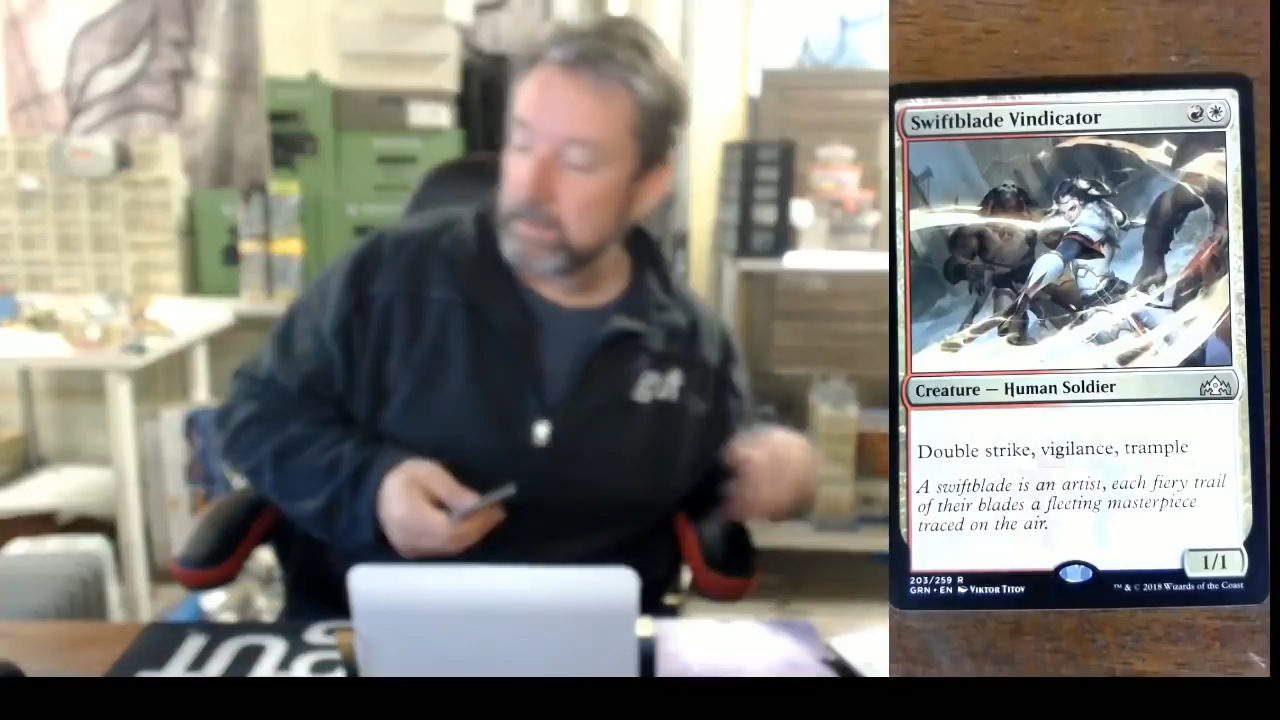 Swiftblade Vindicator
Creature — Human Soldier
Double strike, vigilance, trample
A swiftblade is an artist, each fiery trail
of their blades a fleeting masterpiece
traced on the air.
1/1
203/259 R
GRN • EN VIKTOR TITOV
™ & © 2018 Wizards of the Coast